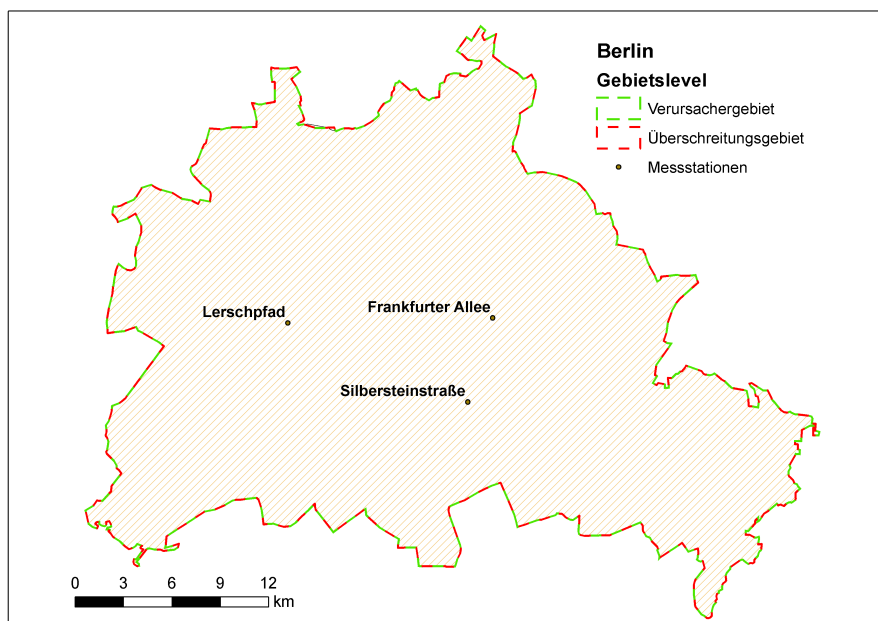 Berlin
Gebietslevel
Verursachergebiet
Überschreitungsgebiet
Messstationen
Lerschpfad
Frankfurter Allee
Silbersteinstraße
0 3 6 9 12
km